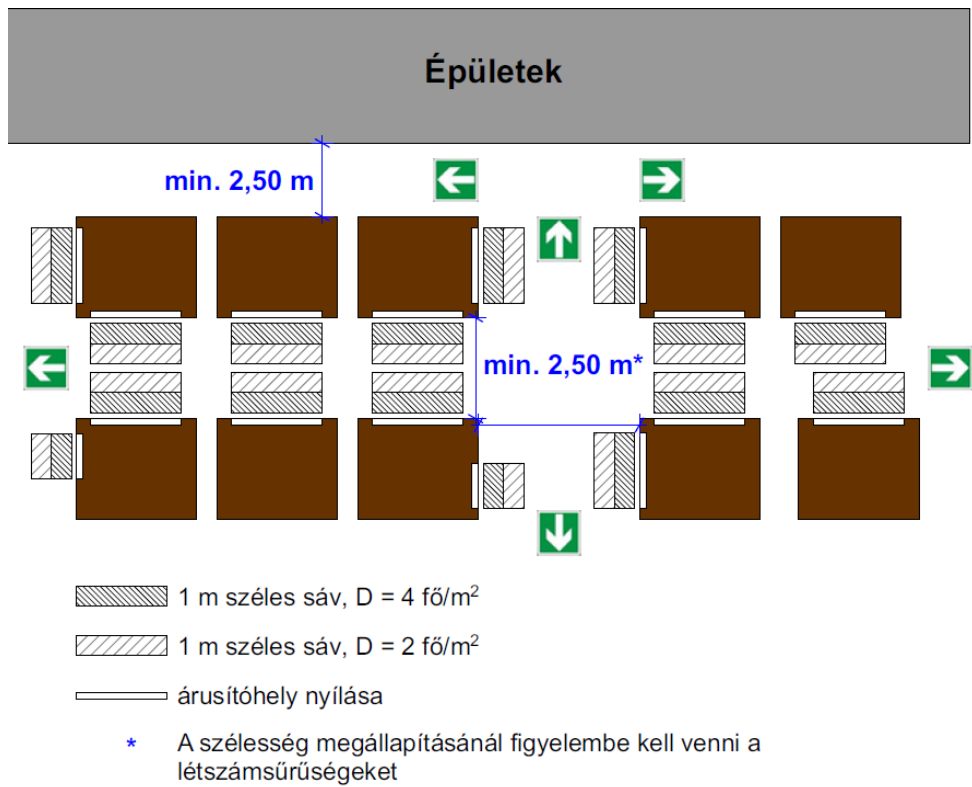 Épületek
min. 2,50 m
min. 2,50 m*
1 m széles sáv, D = 4 fő/m²
1 m széles sáv, D = 2 fő/m²
árusítóhely nyílása
* A szélesség megállapításánál figyelembe kell venni a
létszámsűrűségeket